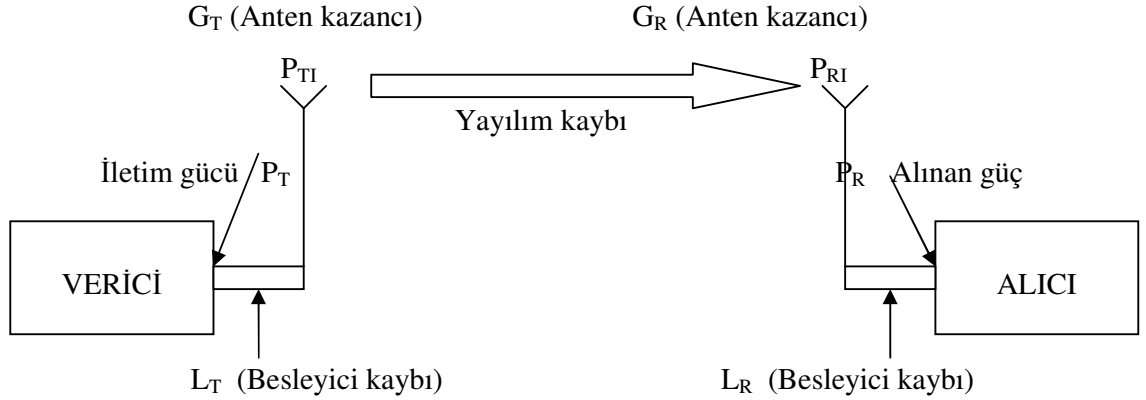 G_T (Anten kazancı) G_R (Anten kazancı)
P_TI P_RI
Yayılım kaybı
İletim gücü P_T P_R Alınan güç
VERİCİ ALICI
L_T (Besleyici kaybı) L_R (Besleyici kaybı)